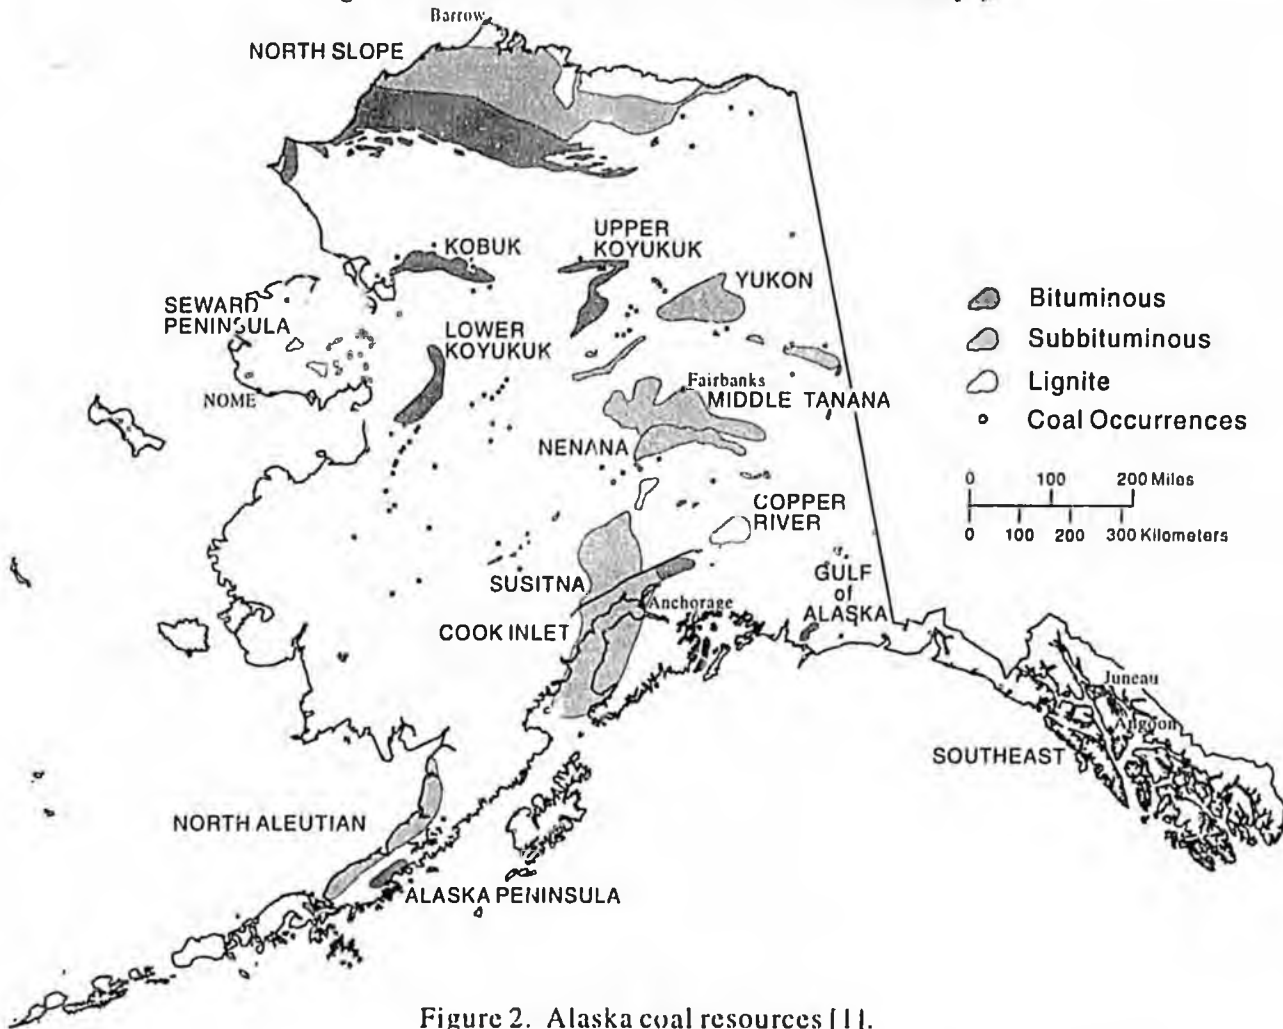 Barrow
NORTH SLOPE
KOBUK
UPPER
KOYUKUK
YUKON
SEWARD
PENINSULA
LOWER
KOYUKUK
NOME
Fairbanks
MIDDLE TANANA
NENANA
COPPER
RIVER
SUSITNA
GULF
of
ALASKA
Anchorage
COOK INLET
Juneau
Angoon
SOUTHEAST
NORTH ALEUTIAN
ALASKA PENINSULA
Bituminous
Subbituminous
Lignite
Coal Occurrences
0 100 200 Miles
0 100 200 300 Kilometers
Figure 2. Alaska coal resources [1].